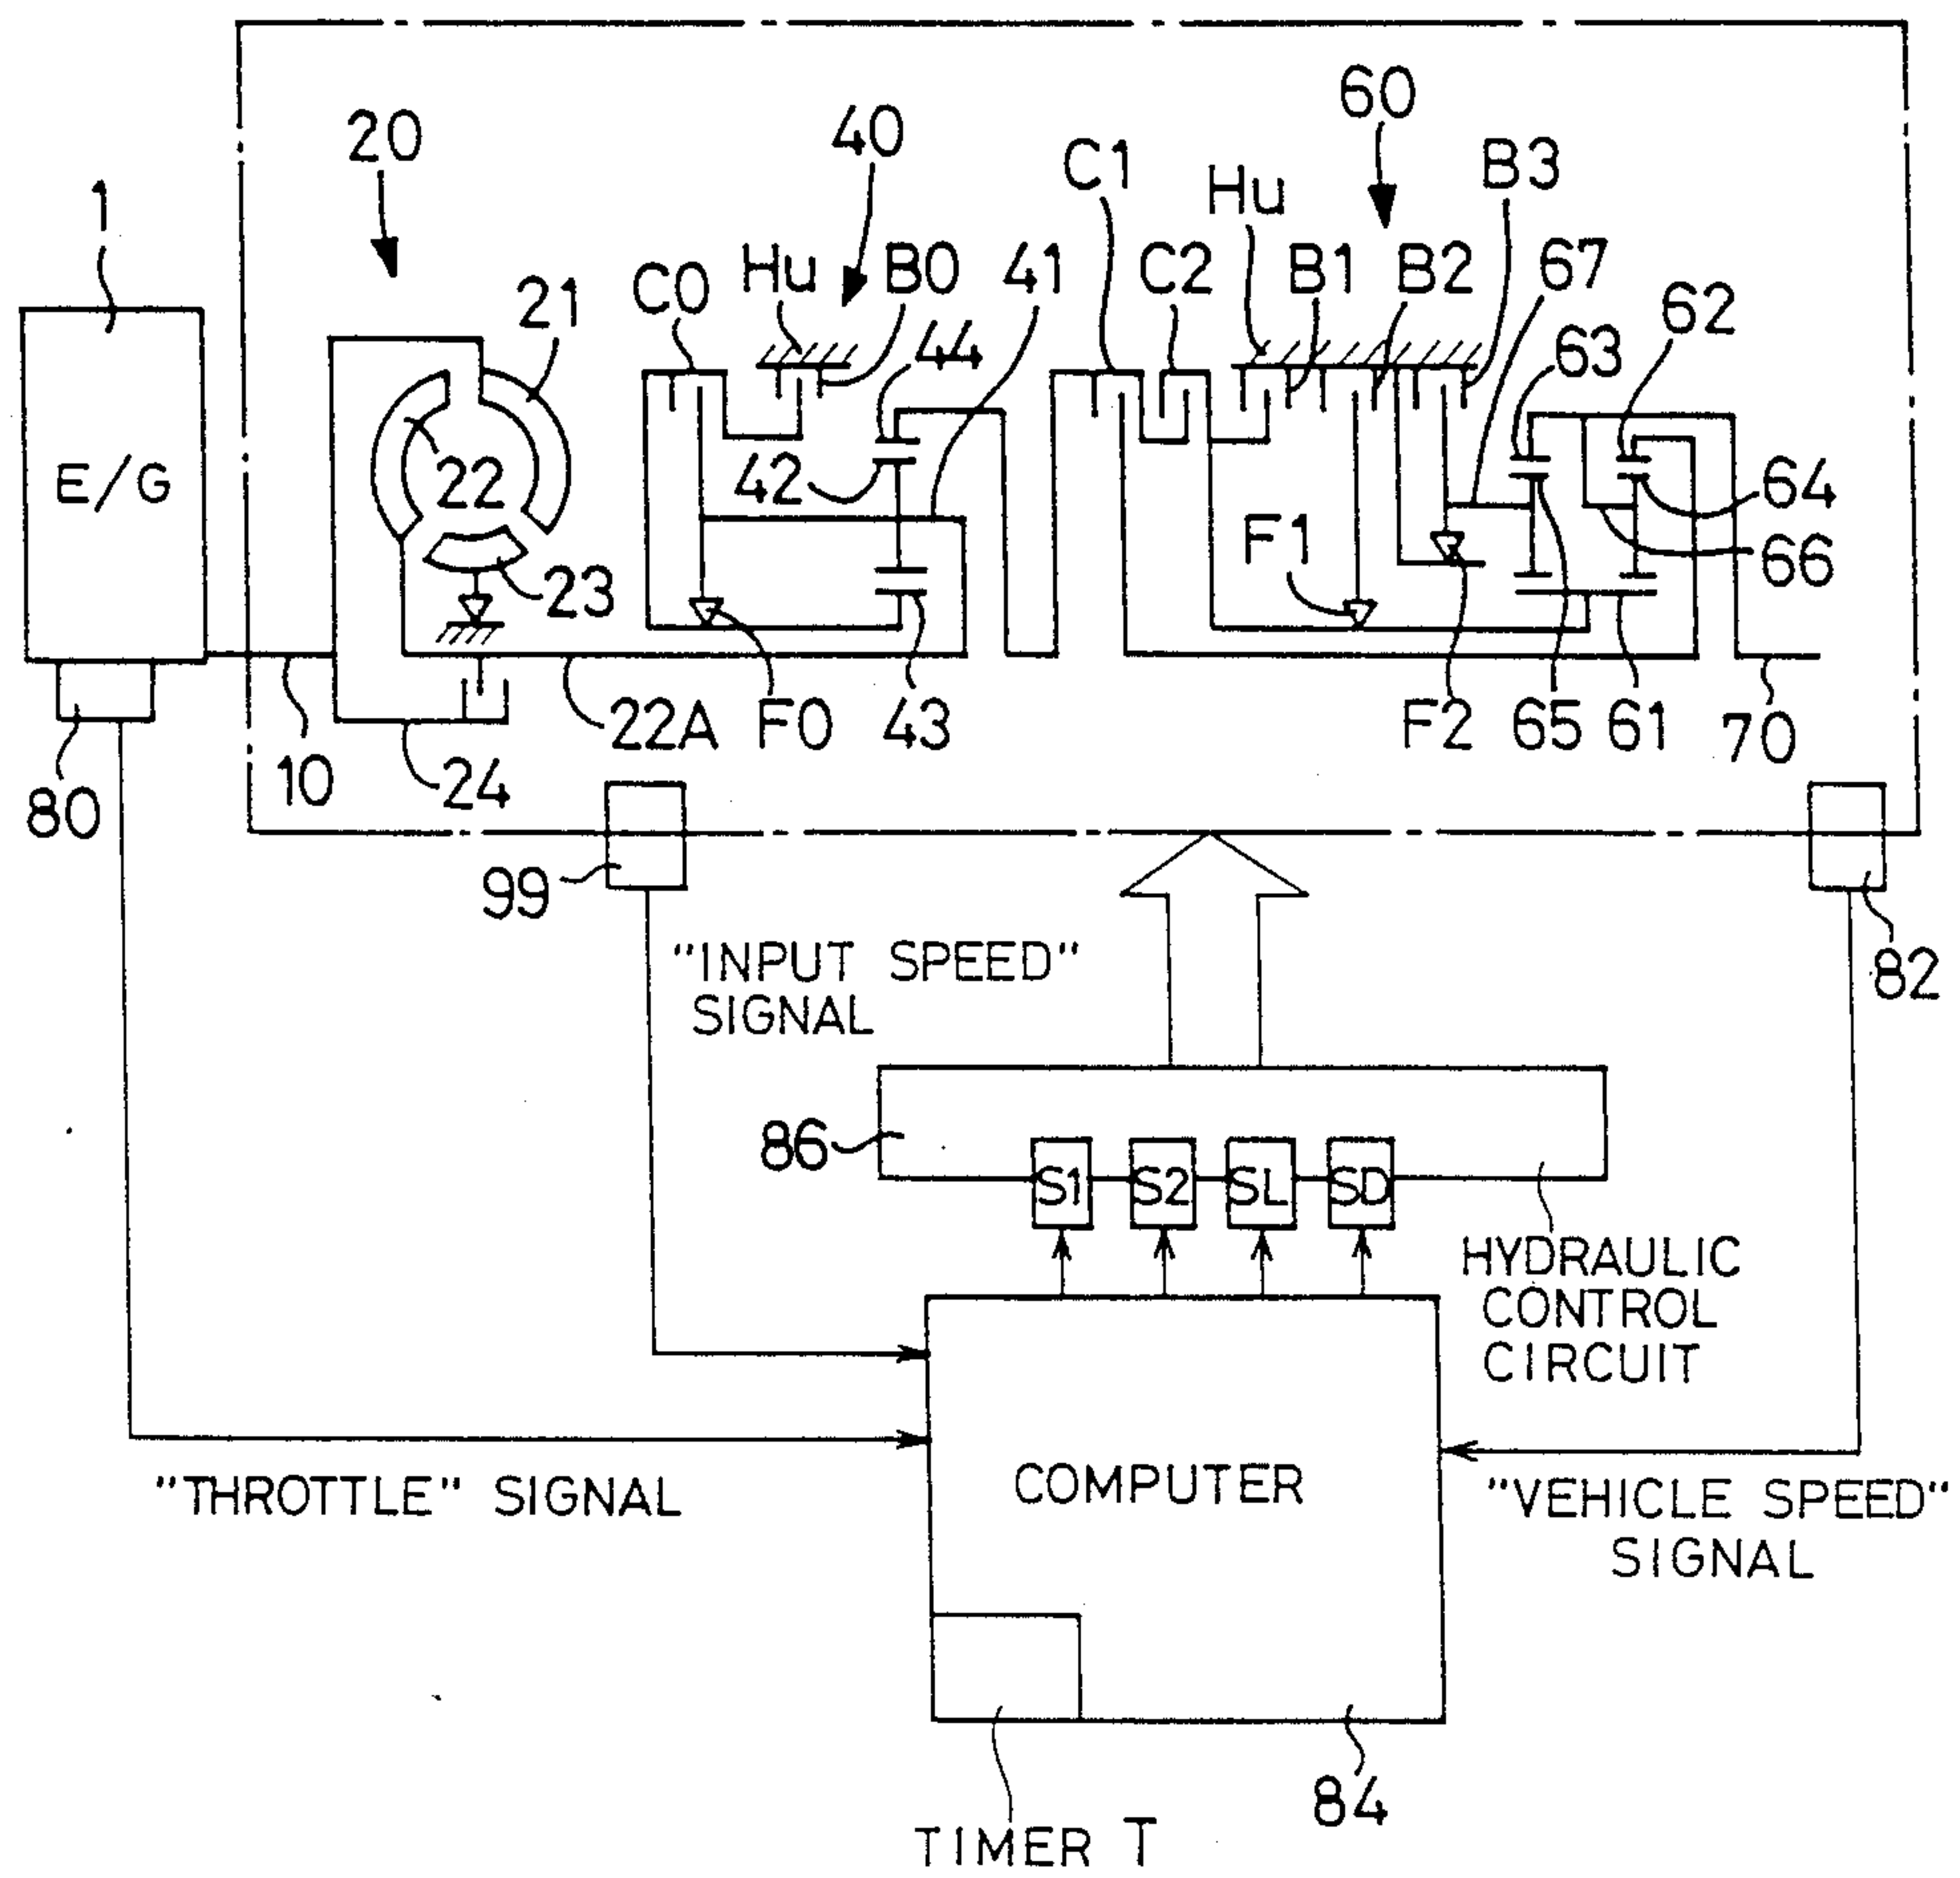 60
20
40
C1
B3
1
Hu
C0
Hu
B0
41
C2
B1
B2
67
21
44
63
62
E/G
22
42
64
F1
23
66
22A
F0
43
F2
65
61
70
10
24
80
99
82
"INPUT SPEED"
SIGNAL
86
S1
S2
SL
SD
HYDRAULIC
CONTROL
CIRCUIT
COMPUTER
"THROTTLE" SIGNAL
"VEHICLE SPEED"
SIGNAL
84
TIMER T